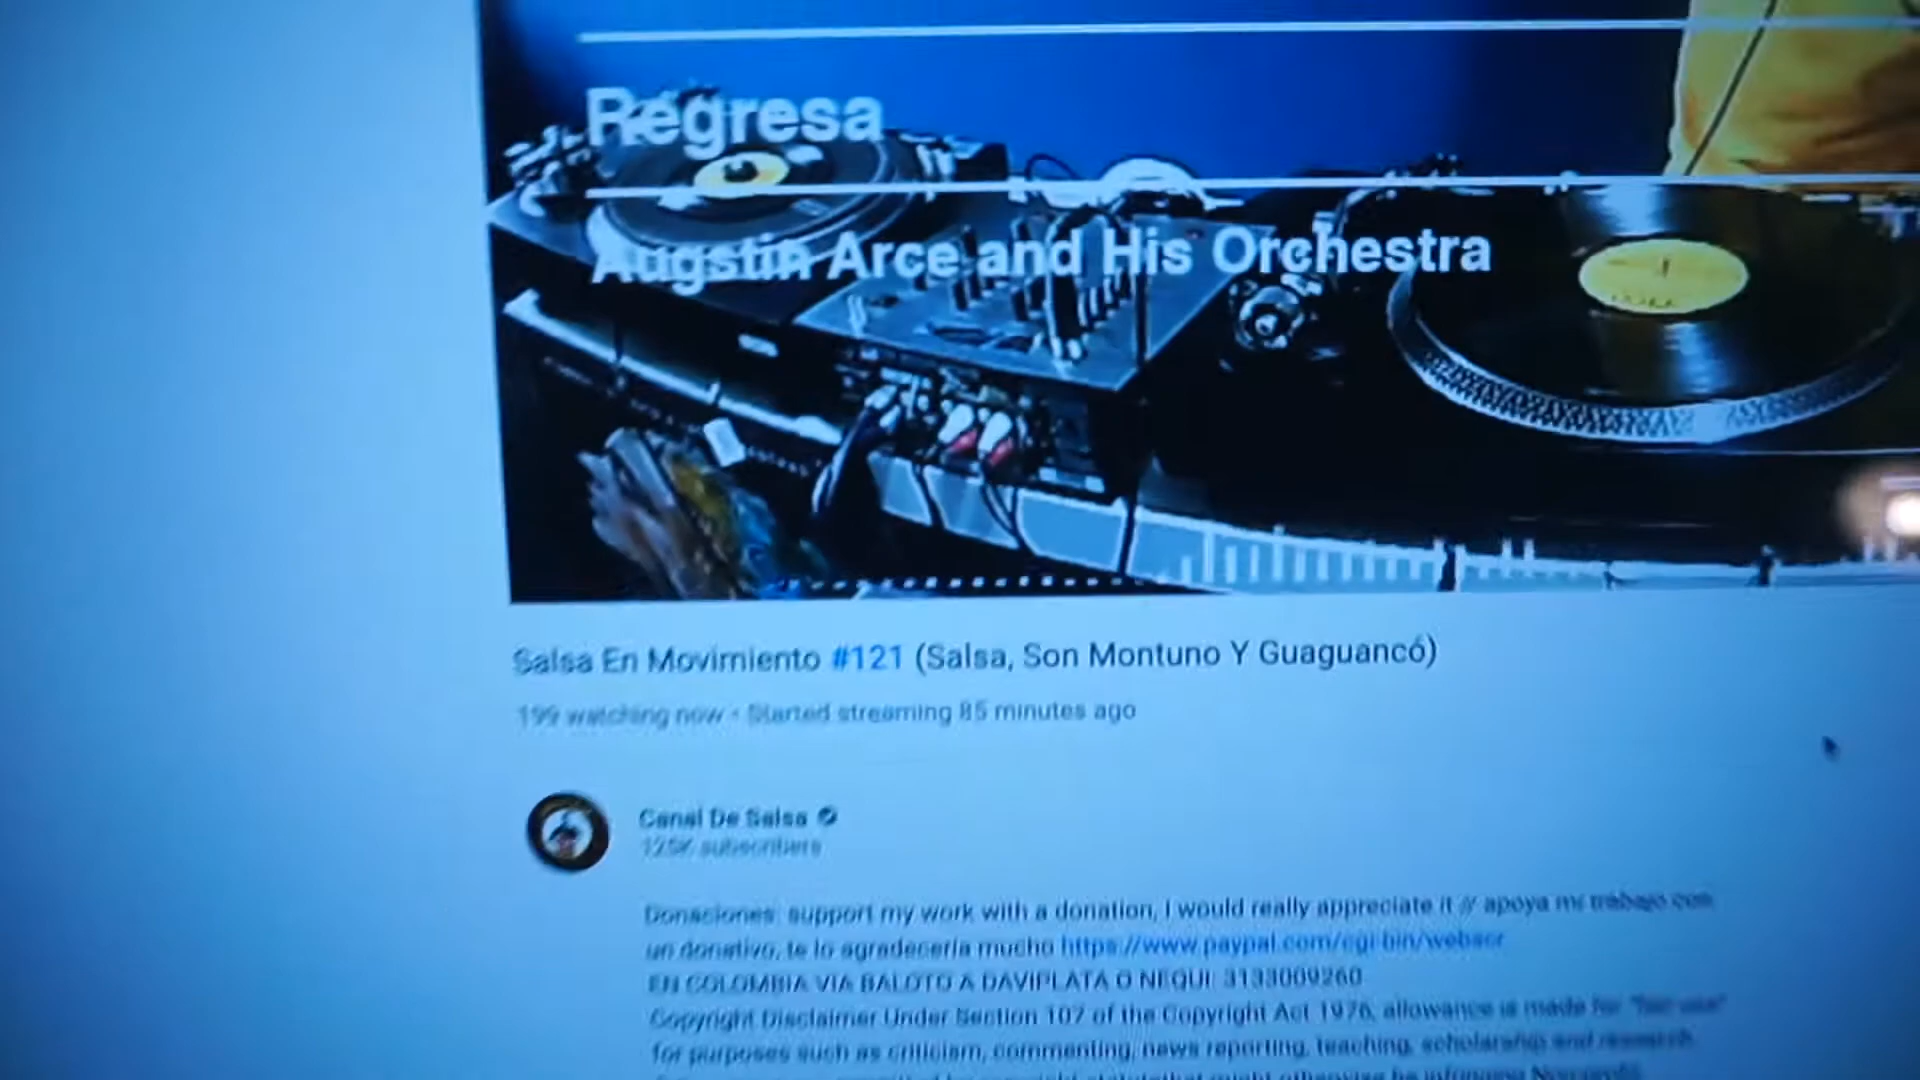 Regresa
Augstin Arce and His Orchestra
Salsa En Movimiento #121 (Salsa, Son Montuno Y Guaguancó)
199 watching now • Started streaming 85 minutes ago
Canal De Salsa
125K subscribers
Donaciones: support my work with a donation, I would really appreciate it // apoya mi trabajo con
un donativo, te lo agradecería mucho https://www.paypal.com/cgi-bin/webscr
EN COLOMBIA VIA BALOTO A DAVIPLATA O NEQUI: 3133009260
Copyright Disclaimer Under Section 107 of the Copyright Act 1976, allowance is made for "fair use"
for purposes such as criticism, commenting, news reporting, teaching, scholarship and research.